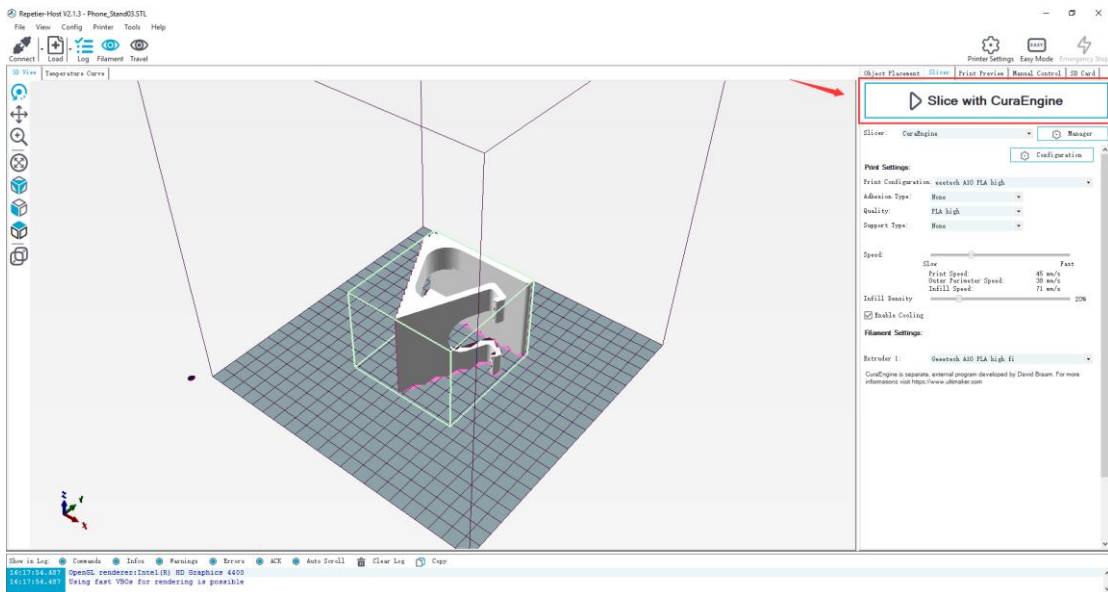 Repetier-Host V2.1.3 - Phone_Stand03.STL
File View Config Printer Tools Help
Connect Load Log Filament Travel
EASY
Printer Settings Easy Mode Emergency Stop
3D View Temperature Curve
Object Placement Slicer Print Preview Manual Control SD Card
Slice with CuraEngine
Slicer: CuraEngine Manager
Configuration
Print Settings:
Print Configuration: eeetech A30 PLA high
Adhesion Type: None
Quality: PLA high
Support Type: None
Speed:
Slow Fast
Print Speed: 45 mm/s
Outer Perimeter Speed: 38 mm/s
Infill Speed: 71 mm/s
Infill Density 20%
Enable Cooling
Filament Settings:
Extruder 1: Geeetech A30 PLA high fi
CuraEngine is separate, external program developed by David Braam. For more
informations visit https://www.ultimaker.com
Z Y X
Show in Log: Commands Infos Warnings Errors ACK Auto Scroll Clear Log Copy
16:17:54.487 OpenGL renderer:Intel(R) HD Graphics 4400
16:17:54.487 Using fast VBOs for rendering is possible